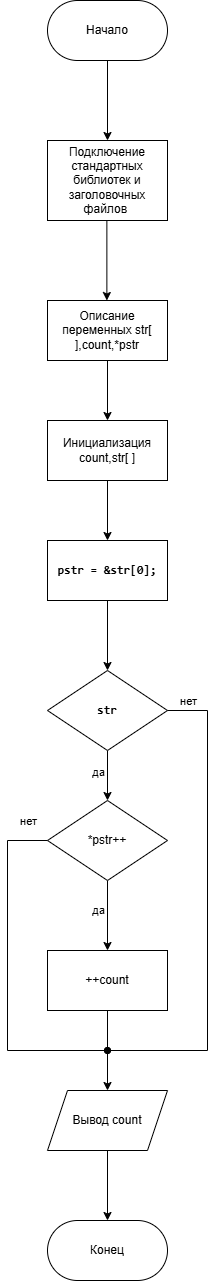 Начало
Подключение
стандартных
библиотек и
заголовочных
файлов
Описание
переменных str[
],count,*pstr
Инициализация
count,str[ ]
pstr = &str[0];
str
нет
да
*pstr++
нет
да
++count
Вывод count
Конец